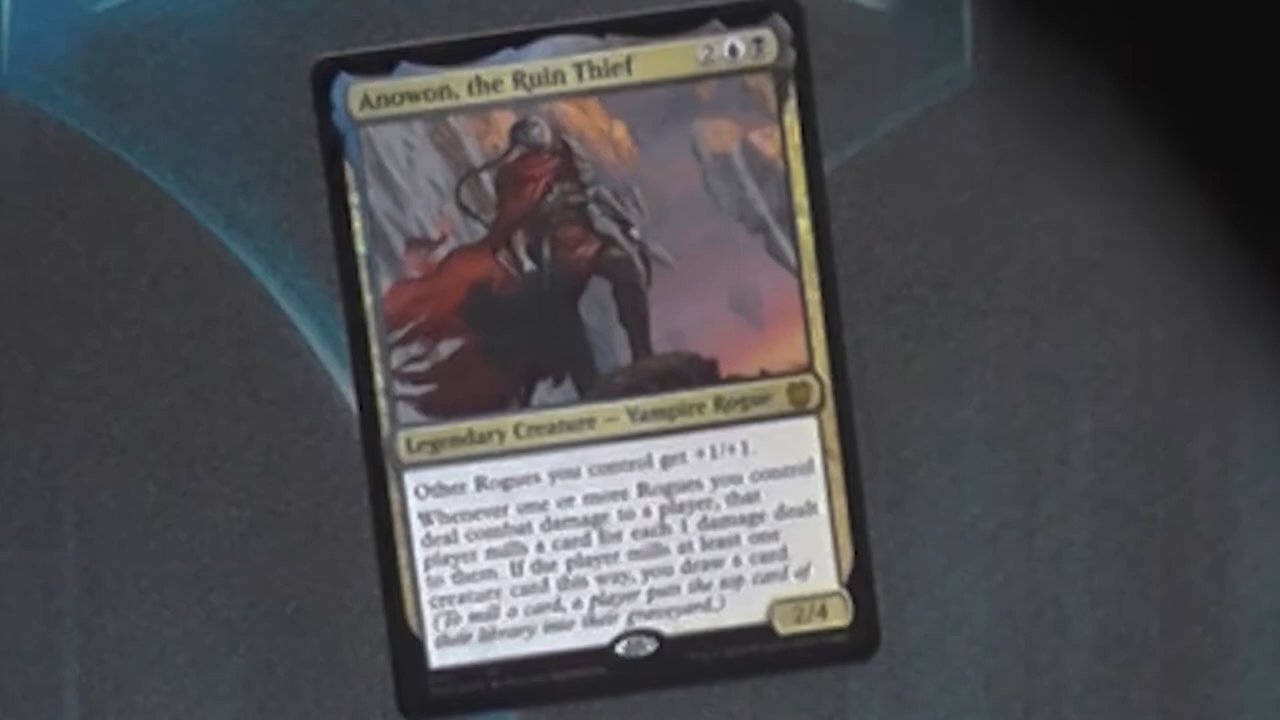 Anowon, the Ruin Thief 2
Legendary Creature — Vampire Rogue
Other Rogues you control get +1/+1.
Whenever one or more Rogues you control
deal combat damage to a player, that
player mills a card for each 1 damage dealt
to them. If the player mills at least one
creature card this way, you draw a card.
(To mill a card, a player puts the top card of
their library into their graveyard.)
2/4